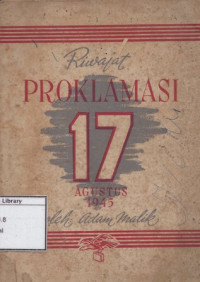 Riwajat
PROKLAMASI
17
AGUSTUS
1945
oleh, Adam Malik
Library